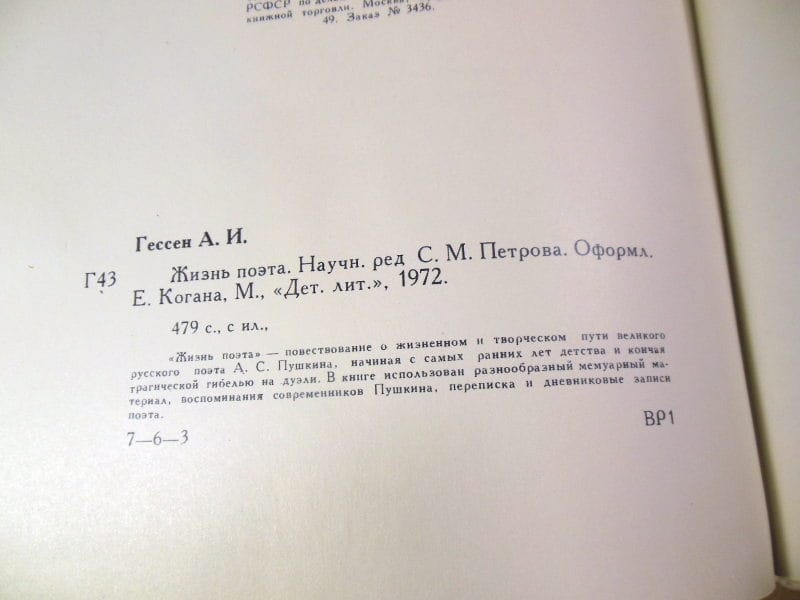 РСФСР по
книжной торговли. Москва,
49. Заказ № 3436.
Гессен А. И.
Г43 Жизнь поэта. Научн. ред С. М. Петрова. Оформл.
Е. Когана, М., «Дет. лит.», 1972.
479 с., с ил.,
«Жизнь поэта» — повествование о жизненном и творческом пути великого
русского поэта А. С. Пушкина, начиная с самых ранних лет детства и кончая
трагической гибелью на дуэли. В книге использован разнообразный мемуарный ма-
териал, воспоминания современников Пушкина, переписка и дневниковые записи
поэта.
7—6—3 ВР1